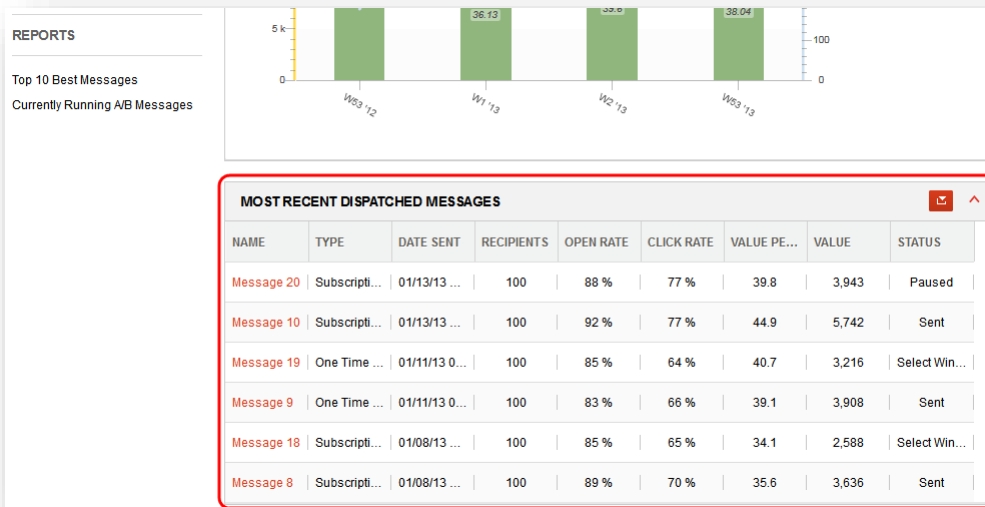 REPORTS
Top 10 Best Messages
Currently Running A/B Messages
5 k
0
36.13
39.6
38.04
100
0
W53 '12
W1 '13
W2 '13
W53 '13
MOST RECENT DISPATCHED MESSAGES
NAME TYPE DATE SENT RECIPIENTS OPEN RATE CLICK RATE VALUE PE... VALUE STATUS
Message 20 Subscripti... 01/13/13 ... 100 88 % 77 % 39.8 3,943 Paused
Message 10 Subscripti... 01/13/13 ... 100 92 % 77 % 44.9 5,742 Sent
Message 19 One Time ... 01/11/13 0... 100 85 % 64 % 40.7 3,216 Select Win...
Message 9 One Time ... 01/11/13 0... 100 83 % 66 % 39.1 3,908 Sent
Message 18 Subscripti... 01/08/13 ... 100 85 % 65 % 34.1 2,588 Select Win...
Message 8 Subscripti... 01/08/13 ... 100 89 % 70 % 35.6 3,636 Sent